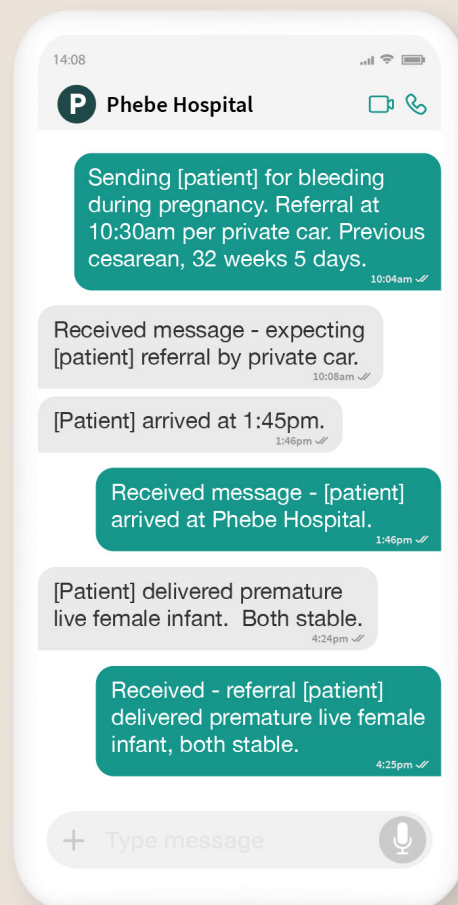 14:08
P Phebe Hospital
Sending [patient] for bleeding
during pregnancy. Referral at
10:30am per private car. Previous
cesarean, 32 weeks 5 days.
10:04am
Received message - expecting
[patient] referral by private car.
10:08am
[Patient] arrived at 1:45pm.
1:46pm
Received message - [patient]
arrived at Phebe Hospital.
1:46pm
[Patient] delivered premature
live female infant.  Both stable.
4:24pm
Received - referral [patient]
delivered premature live female
infant, both stable.
4:25pm
Type message